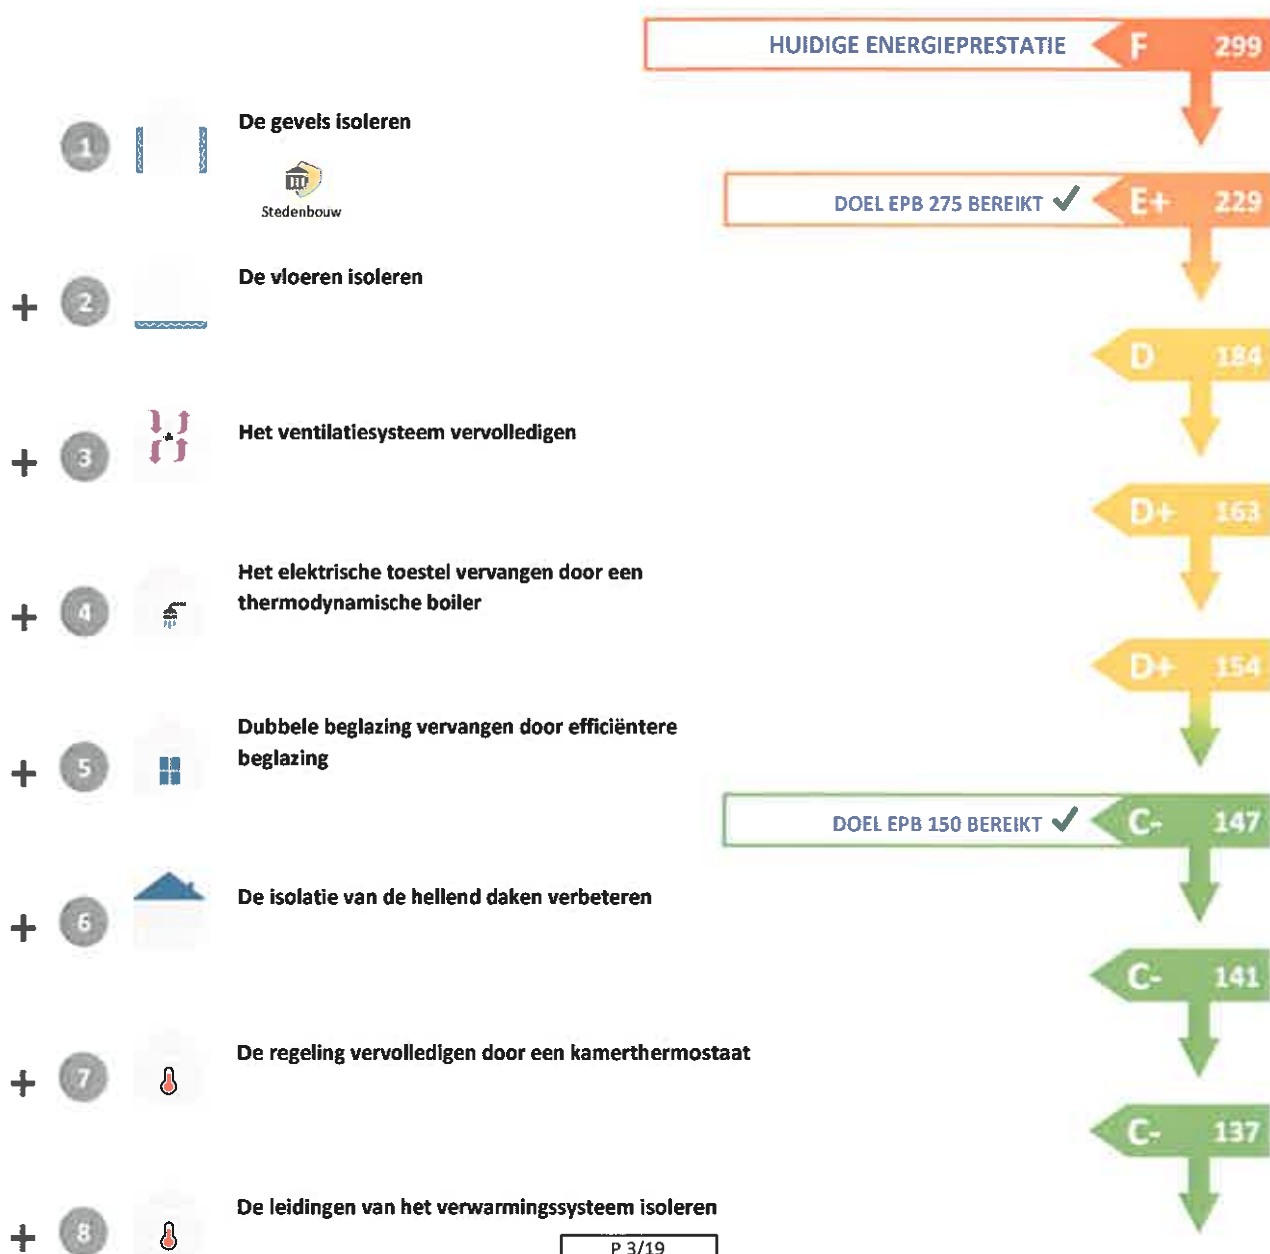 HUIDIGE ENERGIEPRESTATIE F 299
1 De gevels isoleren
Stedenbouw
DOEL EPB 275 BEREIKT ✓ E+ 229
+ 2 De vloeren isoleren
D 184
+ 3 Het ventilatiesysteem vervolledigen
D+ 163
+ 4 Het elektrische toestel vervangen door een
thermodynamische boiler
D+ 154
+ 5 Dubbele beglazing vervangen door efficiëntere
beglazing
DOEL EPB 150 BEREIKT ✓ C- 147
+ 6 De isolatie van de hellend daken verbeteren
C- 141
+ 7 De regeling vervolledigen door een kamerthermostaat
C- 137
+ 8 De leidingen van het verwarmingssysteem isoleren
P 3/19